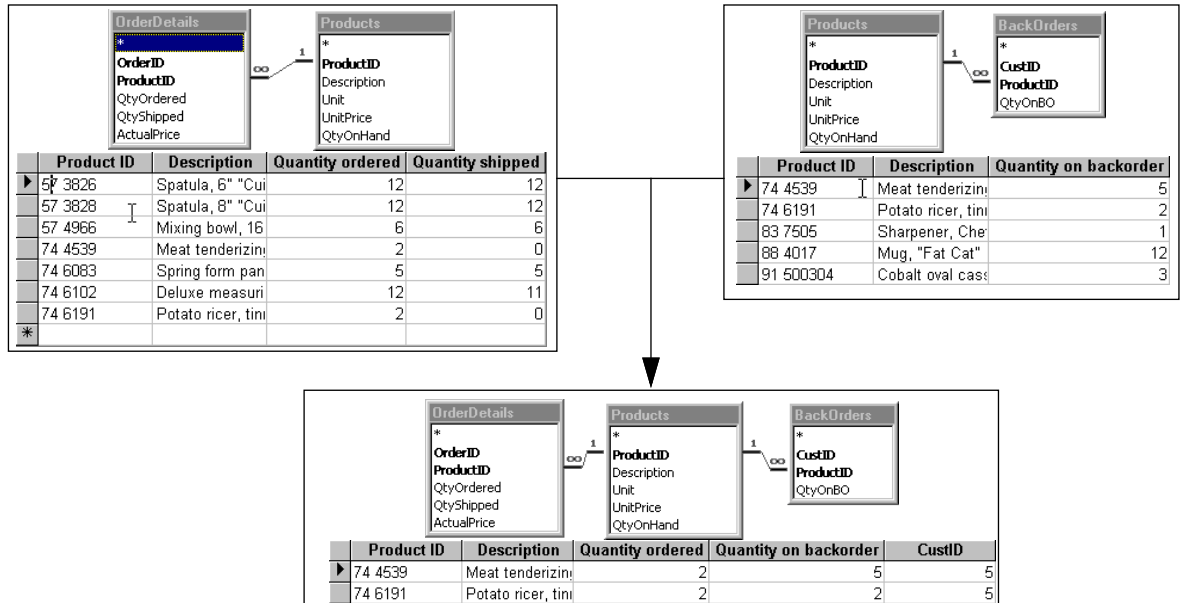 OrderDetails
*
OrderID
ProductID
QtyOrdered
QtyShipped
ActualPrice
∞ 1
Products
*
ProductID
Description
Unit
UnitPrice
QtyOnHand
Product ID Description Quantity ordered Quantity shipped
57 3826 Spatula, 6" "Cui 12 12
57 3828 Spatula, 8" "Cui 12 12
57 4966 Mixing bowl, 16 6 6
74 4539 Meat tenderizin 2 0
74 6083 Spring form pan 5 5
74 6102 Deluxe measuri 12 11
74 6191 Potato ricer, tin 2 0
*
Products
*
ProductID
Description
Unit
UnitPrice
QtyOnHand
1 ∞
BackOrders
*
CustID
ProductID
QtyOnBO
Product ID Description Quantity on backorder
74 4539 Meat tenderizin 5
74 6191 Potato ricer, tin 2
83 7505 Sharpener, Che 1
88 4017 Mug, "Fat Cat" 12
91 500304 Cobalt oval cas 3
OrderDetails
*
OrderID
ProductID
QtyOrdered
QtyShipped
ActualPrice
∞ 1
Products
*
ProductID
Description
Unit
UnitPrice
QtyOnHand
1 ∞
BackOrders
*
CustID
ProductID
QtyOnBO
Product ID Description Quantity ordered Quantity on backorder CustID
74 4539 Meat tenderizin 2 5 5
74 6191 Potato ricer, tin 2 2 5